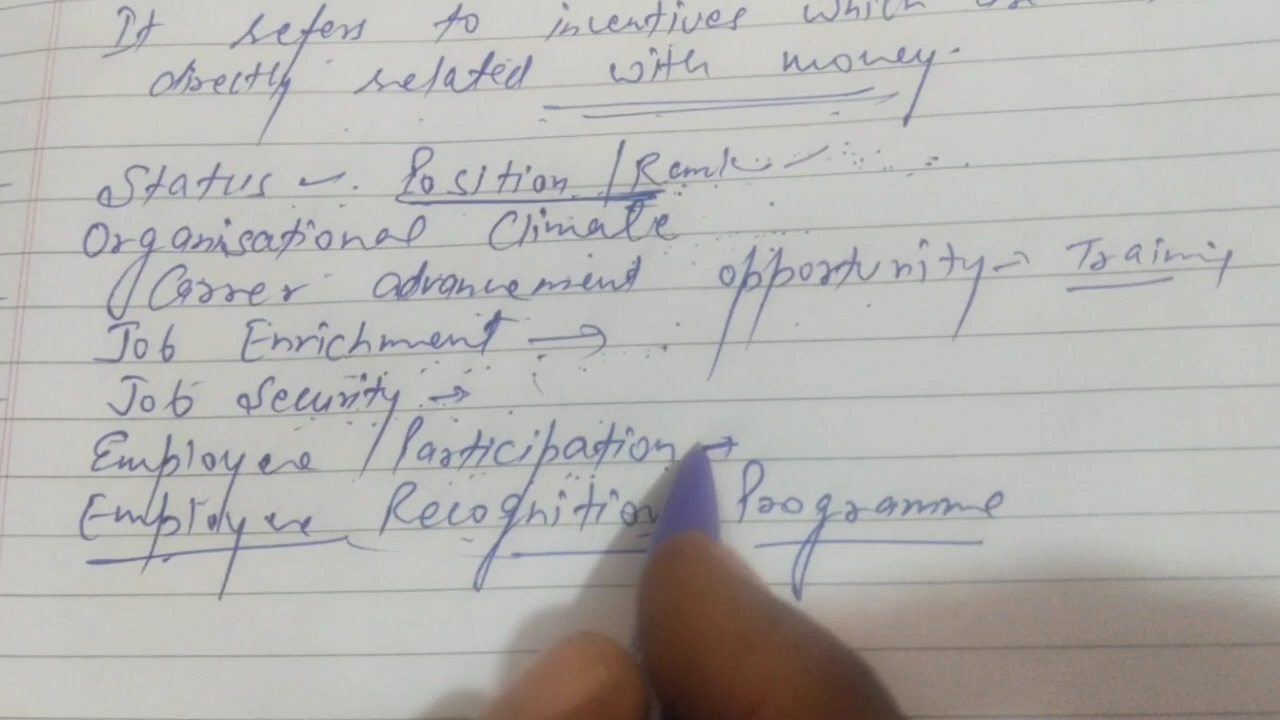 It refers to incentives which
directly related with money.
Status Position / Rank
Organisational Climate
Carrer advancement opportunity → Training
Job Enrichment →
Job Security →
Employee / Participation →
Employee Recognition Programme